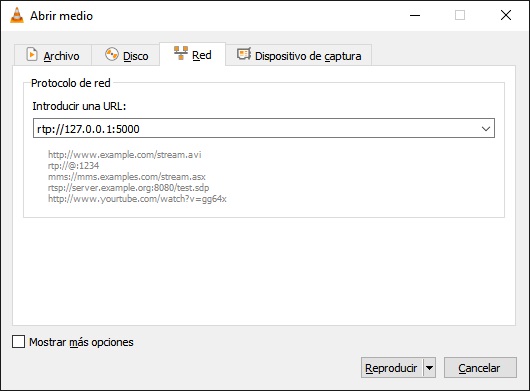 Abrir medio
Archivo
Disco
Red
Dispositivo de captura
Protocolo de red
Introducir una URL:
rtp://127.0.0.1:5000
http://www.example.com/stream.avi
rtp://@:1234
mms://mms.examples.com/stream.asx
rtsp://server.example.org:8080/test.sdp
http://www.yourtube.com/watch?v=gg64x
Mostrar más opciones
Reproducir
Cancelar